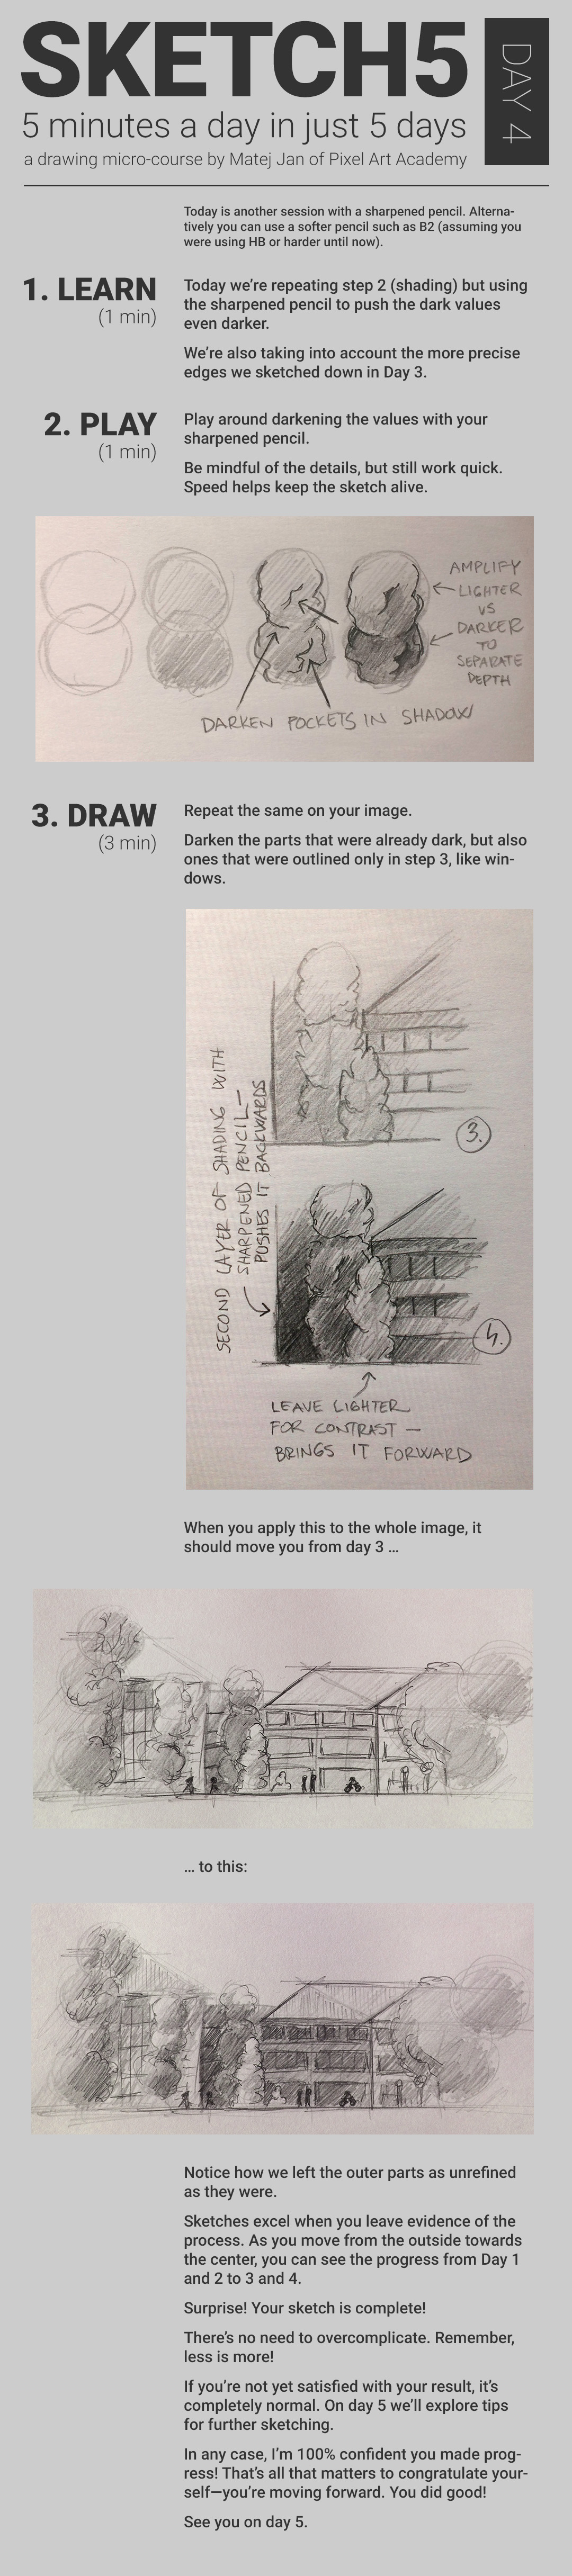 SKETCH5
DAY 4
5 minutes a day in just 5 days
a drawing micro-course by Matej Jan of Pixel Art Academy
Today is another session with a sharpened pencil. Alterna-
tively you can use a softer pencil such as B2 (assuming you
were using HB or harder until now).
1. LEARN
(1 min)
Today we're repeating step 2 (shading) but using
the sharpened pencil to push the dark values
even darker.
We're also taking into account the more precise
edges we sketched down in Day 3.
2. PLAY
(1 min)
Play around darkening the values with your
sharpened pencil.
Be mindful of the details, but still work quick.
Speed helps keep the sketch alive.
AMPLIFY
LIGHTER
VS
DARKER
TO
SEPARATE
DEPTH
DARKEN POCKETS IN SHADOW
3. DRAW
(3 min)
Repeat the same on your image.
Darken the parts that were already dark, but also
ones that were outlined only in step 3, like win-
dows.
SECOND LAYER OF SHADING WITH
SHARPENED PENCIL—
PUSHES IT BACKWARDS
3.
4.
LEAVE LIGHTER
FOR CONTRAST —
BRINGS IT FORWARD
When you apply this to the whole image, it
should move you from day 3 ...
... to this:
Notice how we left the outer parts as unrefined
as they were.
Sketches excel when you leave evidence of the
process. As you move from the outside towards
the center, you can see the progress from Day 1
and 2 to 3 and 4.
Surprise! Your sketch is complete!
There's no need to overcomplicate. Remember,
less is more!
If you're not yet satisfied with your result, it's
completely normal. On day 5 we'll explore tips
for further sketching.
In any case, I'm 100% confident you made prog-
ress! That's all that matters to congratulate your-
self—you're moving forward. You did good!
See you on day 5.